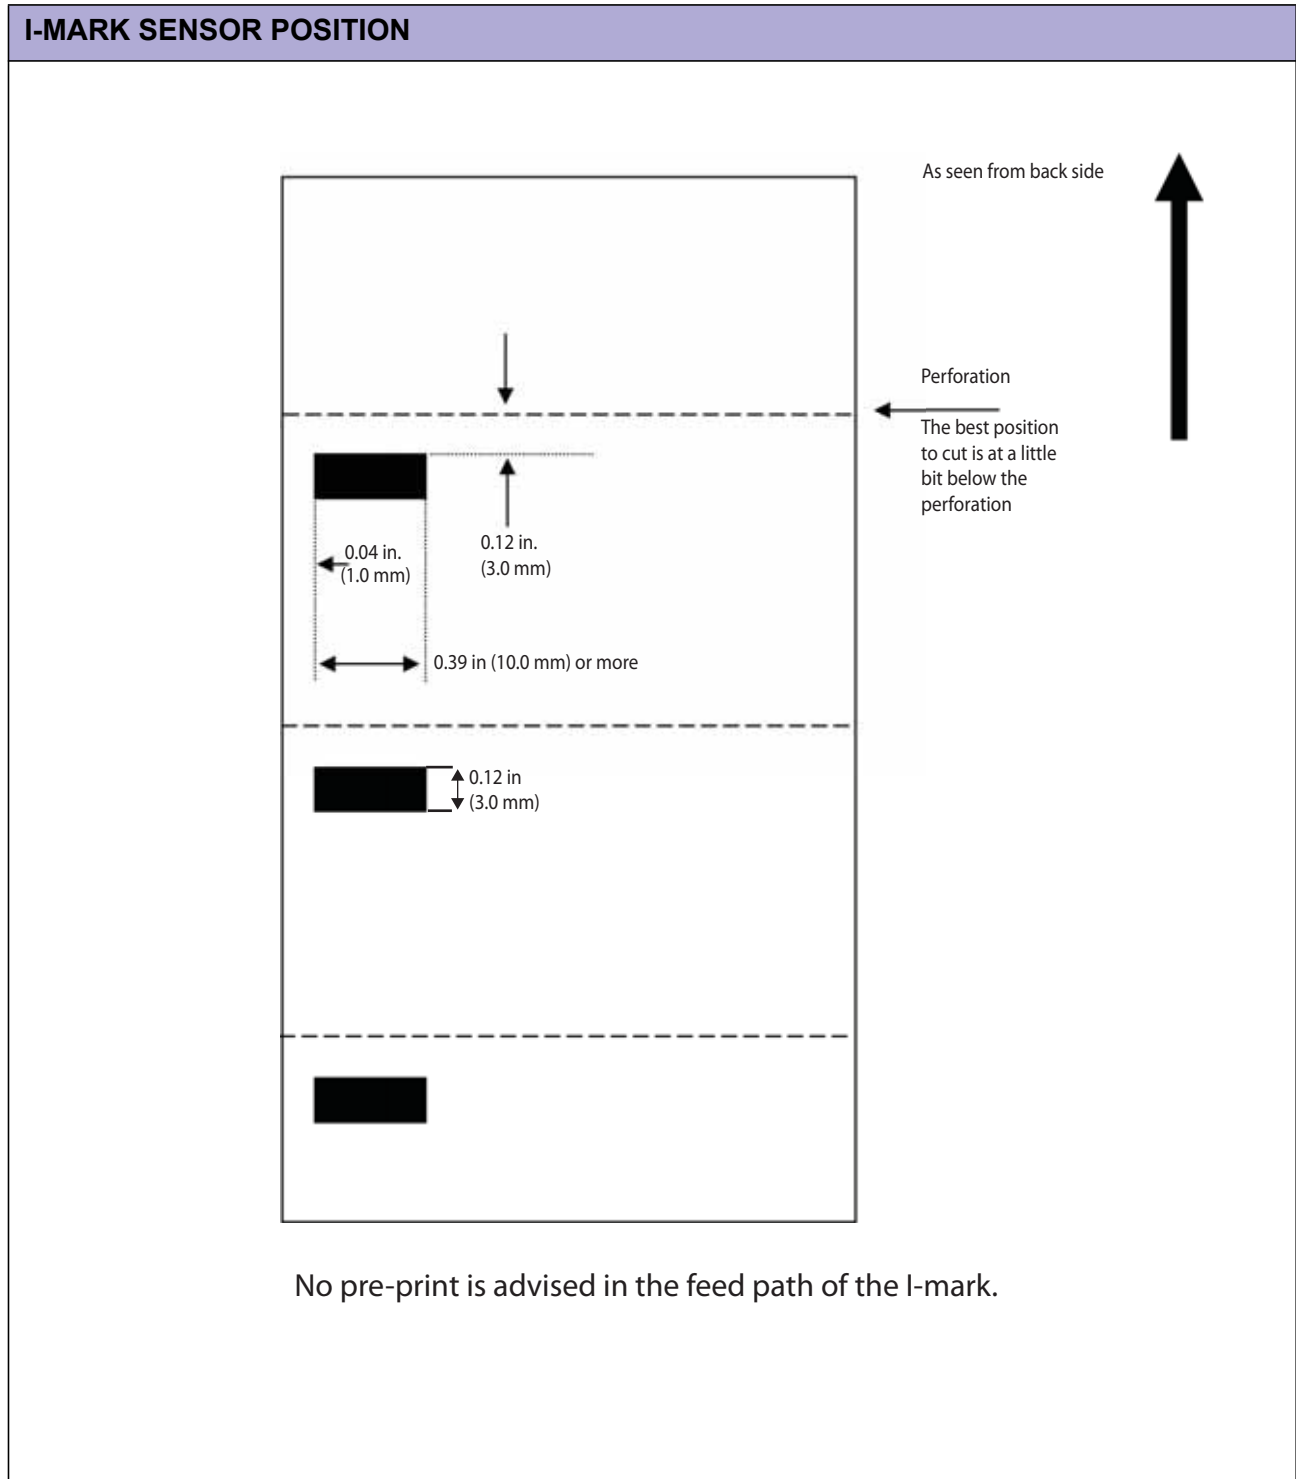 I-MARK SENSOR POSITION
As seen from back side
Perforation
The best position
to cut is at a little
bit below the
perforation
0.04 in.
(1.0 mm)
0.12 in.
(3.0 mm)
0.39 in (10.0 mm) or more
0.12 in
(3.0 mm)
No pre-print is advised in the feed path of the I-mark.